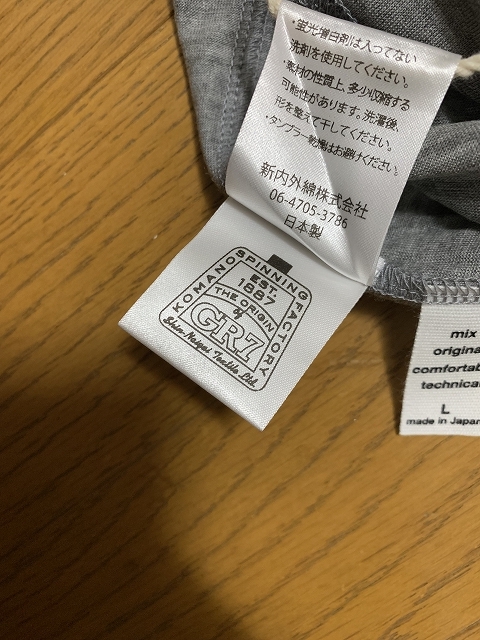 ・蛍光増白剤は入ってない
洗剤を使用してください。
・素材の性質上、多少収縮する
可能性があります。洗濯後、
形を整えて干してください。
・タンブラー乾燥はお避けください。
新内外綿株式会社
06-4705-3786
日本製
KOMANO SPINNING FACTORY
EST.
1887
THE ORIGIN
of
GR7
Shin-Naigai Textile Ltd.
mix
origina
comfortab
technica
L
made in Japan